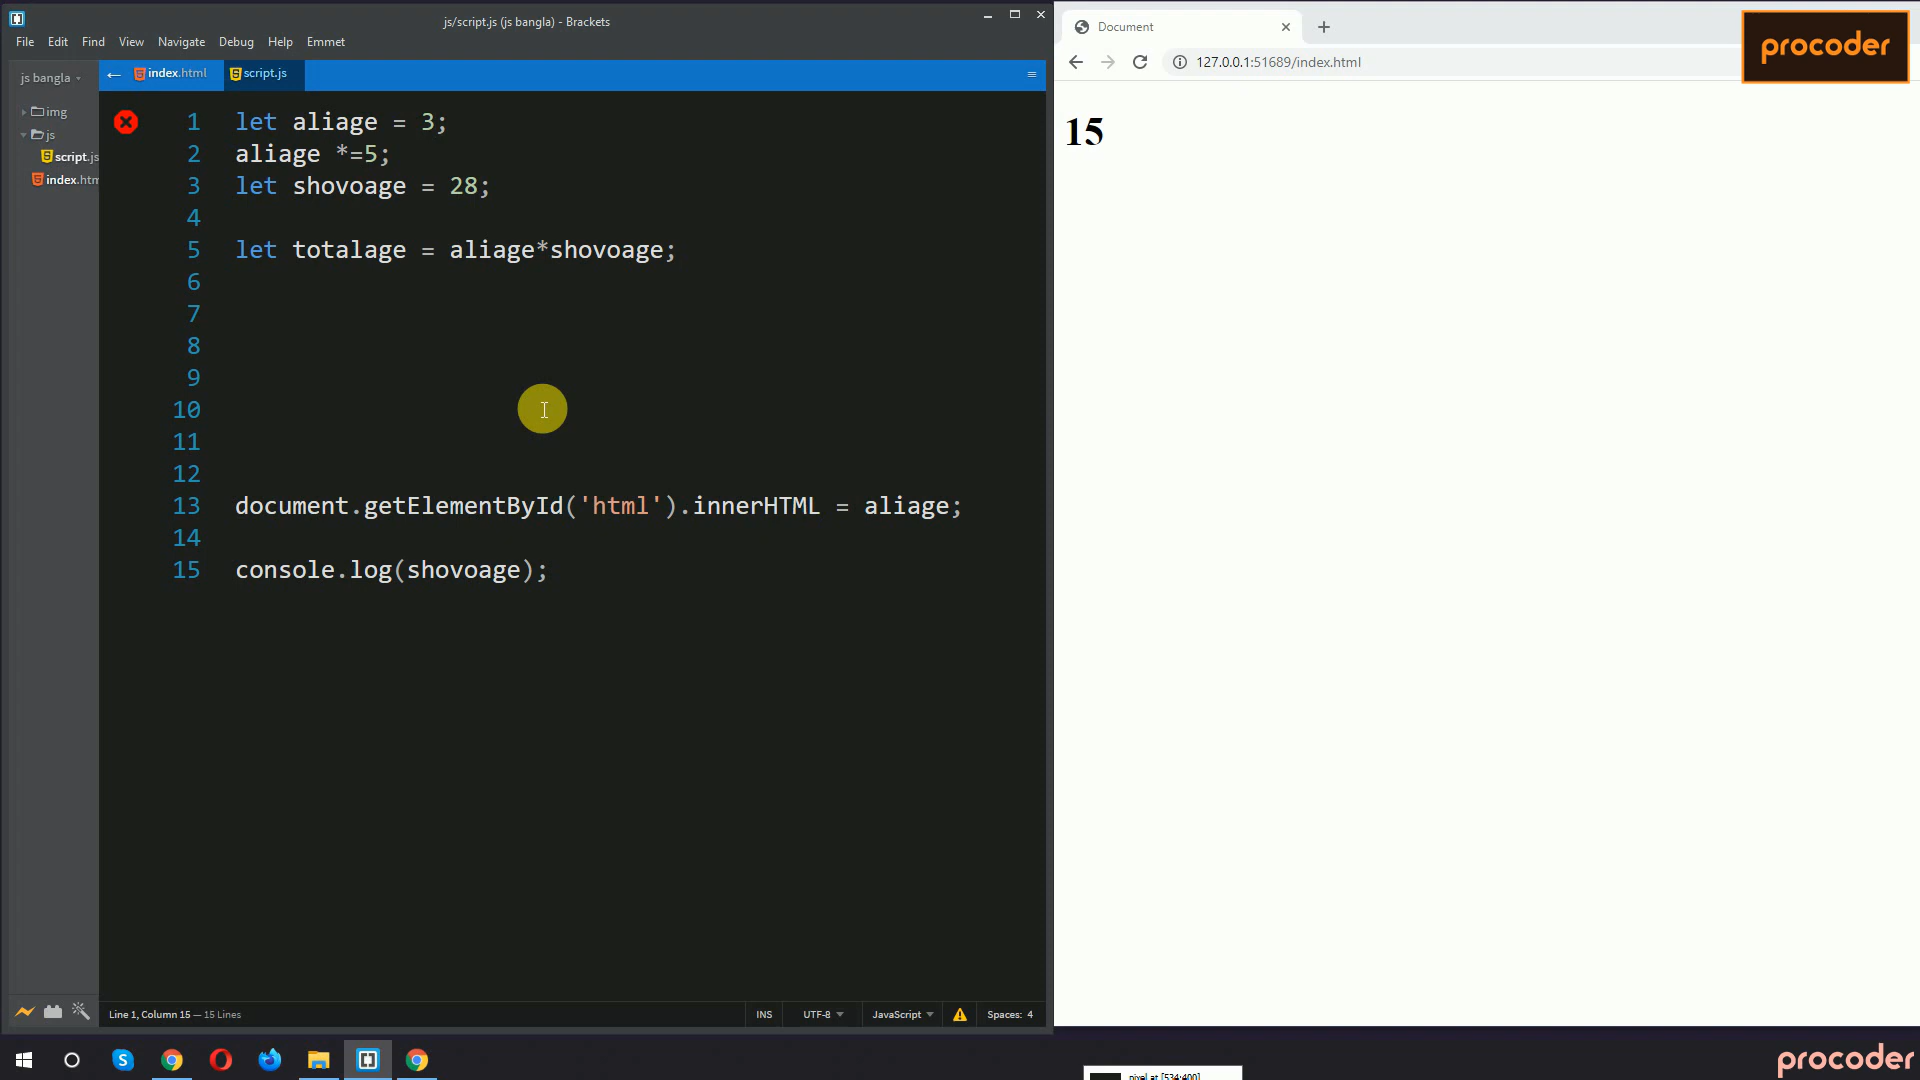 js/script.js (js bangla) - Brackets
File Edit Find View Navigate Debug Help Emmet
js bangla
index.html
script.js
img
js
script.js
index.htm
1 let aliage = 3;
2 aliage *=5;
3 let shovoage = 28;
4
5 let totalage = aliage*shovoage;
6
7
8
9
10
11
12
13 document.getElementById('html').innerHTML = aliage;
14
15 console.log(shovoage);
Line 1, Column 15 — 15 Lines
INS UTF-8 JavaScript Spaces: 4
Document
127.0.0.1:51689/index.html
procoder
15
pixel at [534:400]
procoder